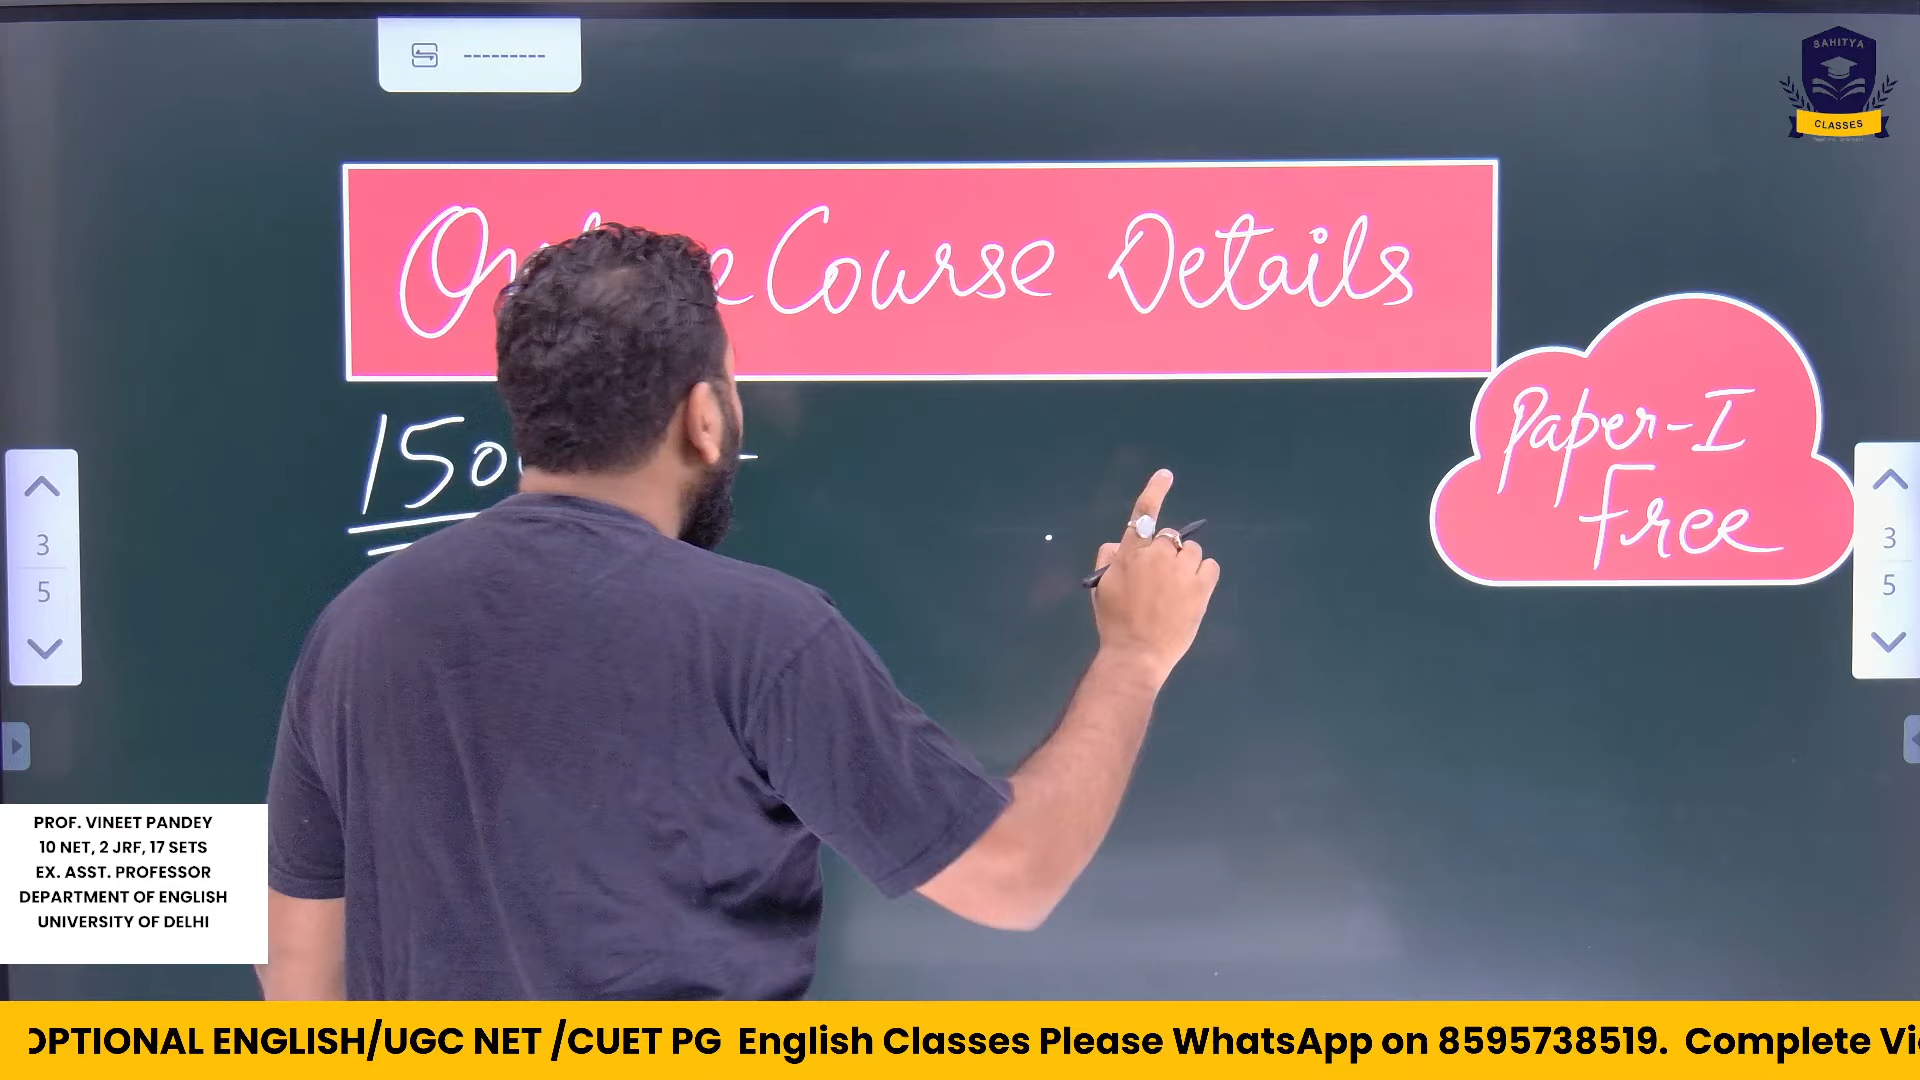 ---------
SAHITYA
CLASSES
Course Details
Paper-I
Free
3
5
3
5
PROF. VINEET PANDEY
10 NET, 2 JRF, 17 SETS
EX. ASST. PROFESSOR
DEPARTMENT OF ENGLISH
UNIVERSITY OF DELHI
OPTIONAL ENGLISH/UGC NET /CUET PG English Classes Please WhatsApp on 8595738519. Complete Vi